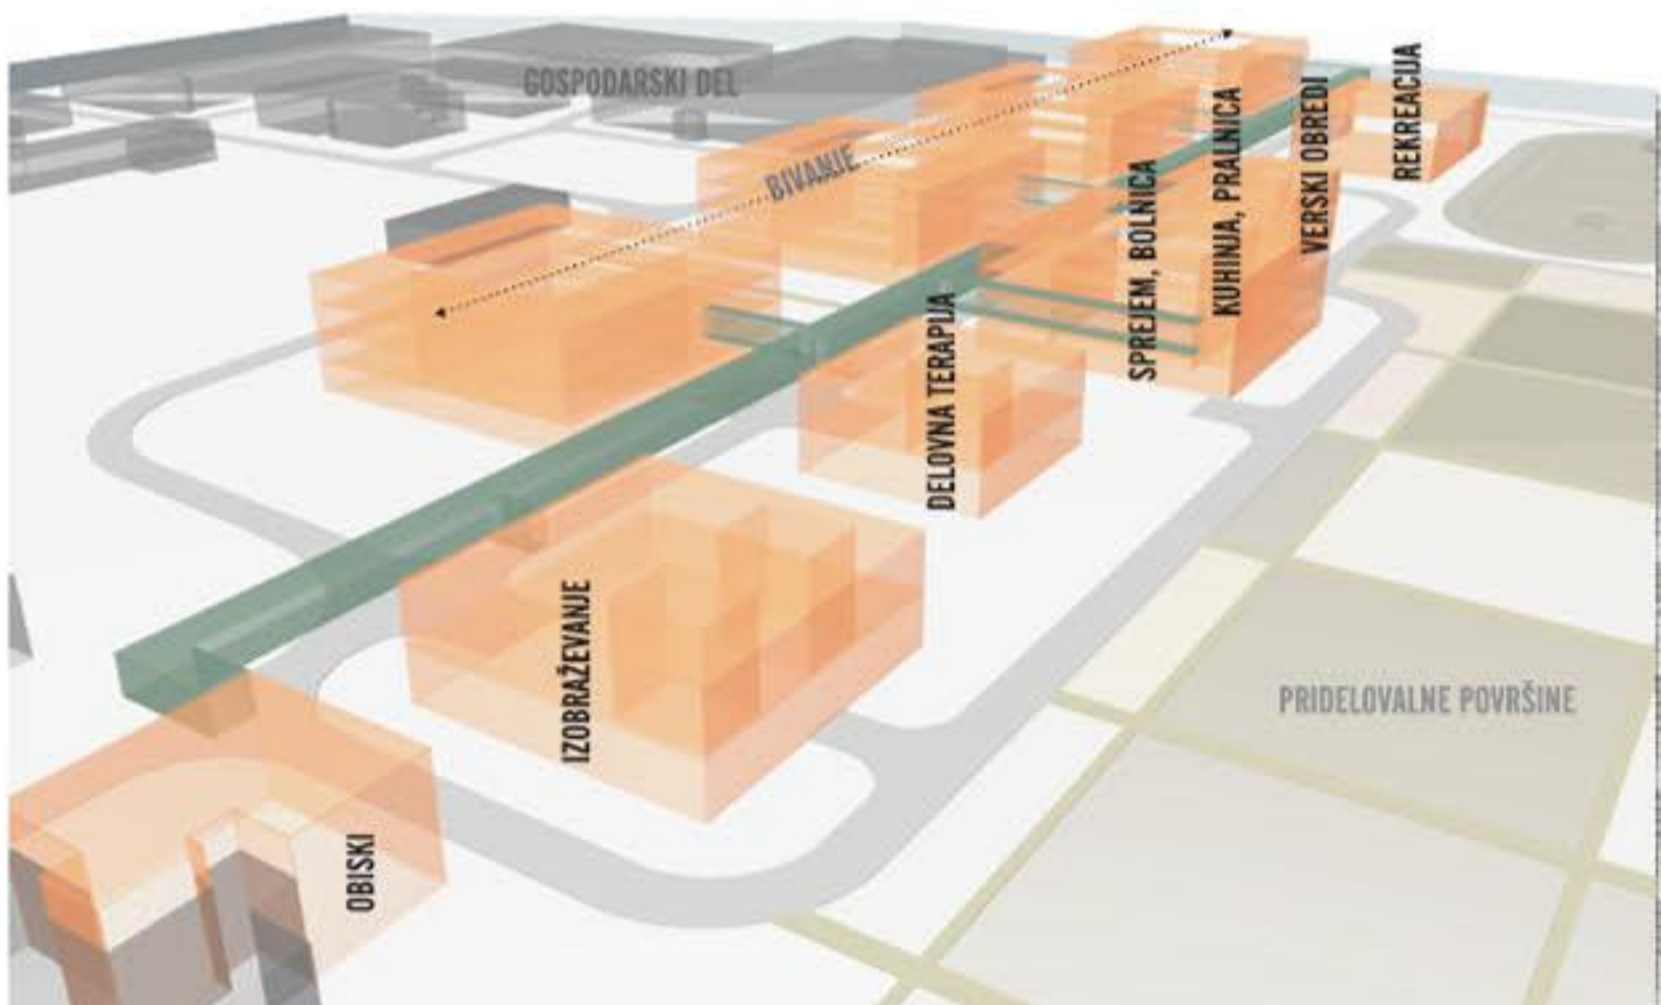 GOSPODARSKI DEL
BIVANJE
REKREACIJA
VERSKI OBREDI
KUHINJA, PRALNICA
SPREJEM, BOLNICA
DELOVNA TERAPIJA
IZOBRAŽEVANJE
OBISKI
PRIDELOVALNE POVRŠINE